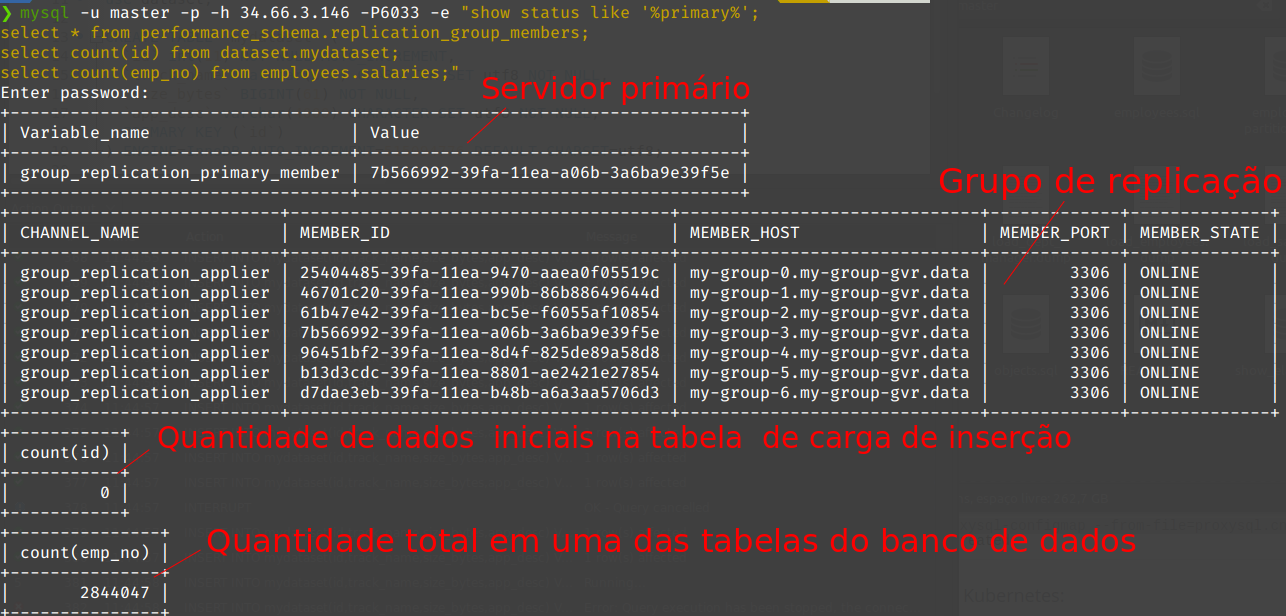 ❯ mysql -u master -p -h 34.66.3.146 -P6033 -e "show status like '%primary%';
select * from performance_schema.replication_group_members;
select count(id) from dataset.mydataset;
select count(emp_no) from employees.salaries;"
Enter password:
Servidor primário
| Variable_name | Value |
| group_replication_primary_member | 7b566992-39fa-11ea-a06b-3a6ba9e39f5e |
Grupo de replicação
| CHANNEL_NAME | MEMBER_ID | MEMBER_HOST | MEMBER_PORT | MEMBER_STATE |
| group_replication_applier | 25404485-39fa-11ea-9470-aaea0f05519c | my-group-0.my-group-gvr.data | 3306 | ONLINE |
| group_replication_applier | 46701c20-39fa-11ea-990b-86b88649644d | my-group-1.my-group-gvr.data | 3306 | ONLINE |
| group_replication_applier | 61b47e42-39fa-11ea-bc5e-f6055af10854 | my-group-2.my-group-gvr.data | 3306 | ONLINE |
| group_replication_applier | 7b566992-39fa-11ea-a06b-3a6ba9e39f5e | my-group-3.my-group-gvr.data | 3306 | ONLINE |
| group_replication_applier | 96451bf2-39fa-11ea-8d4f-825de89a58d8 | my-group-4.my-group-gvr.data | 3306 | ONLINE |
| group_replication_applier | b13d3cdc-39fa-11ea-8801-ae2421e27854 | my-group-5.my-group-gvr.data | 3306 | ONLINE |
| group_replication_applier | d7dae3eb-39fa-11ea-b48b-a6a3aa5706d3 | my-group-6.my-group-gvr.data | 3306 | ONLINE |
Quantidade de dados iniciais na tabela de carga de inserção
| count(id) |
| 0 |
Quantidade total em uma das tabelas do banco de dados
| count(emp_no) |
| 2844047 |
Kubernetes: